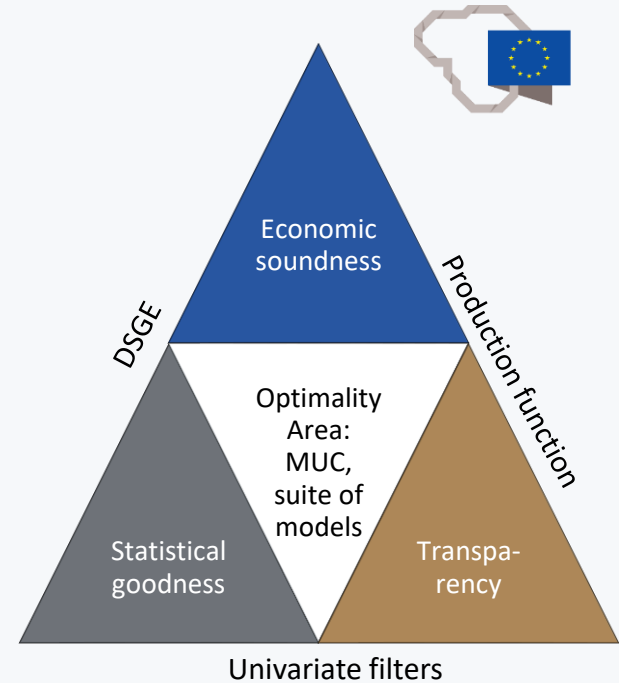 Economic
soundness
DSGE
Production function
Optimality
Area:
MUC,
suite of
models
Statistical
goodness
Transpa-
rency
Univariate filters